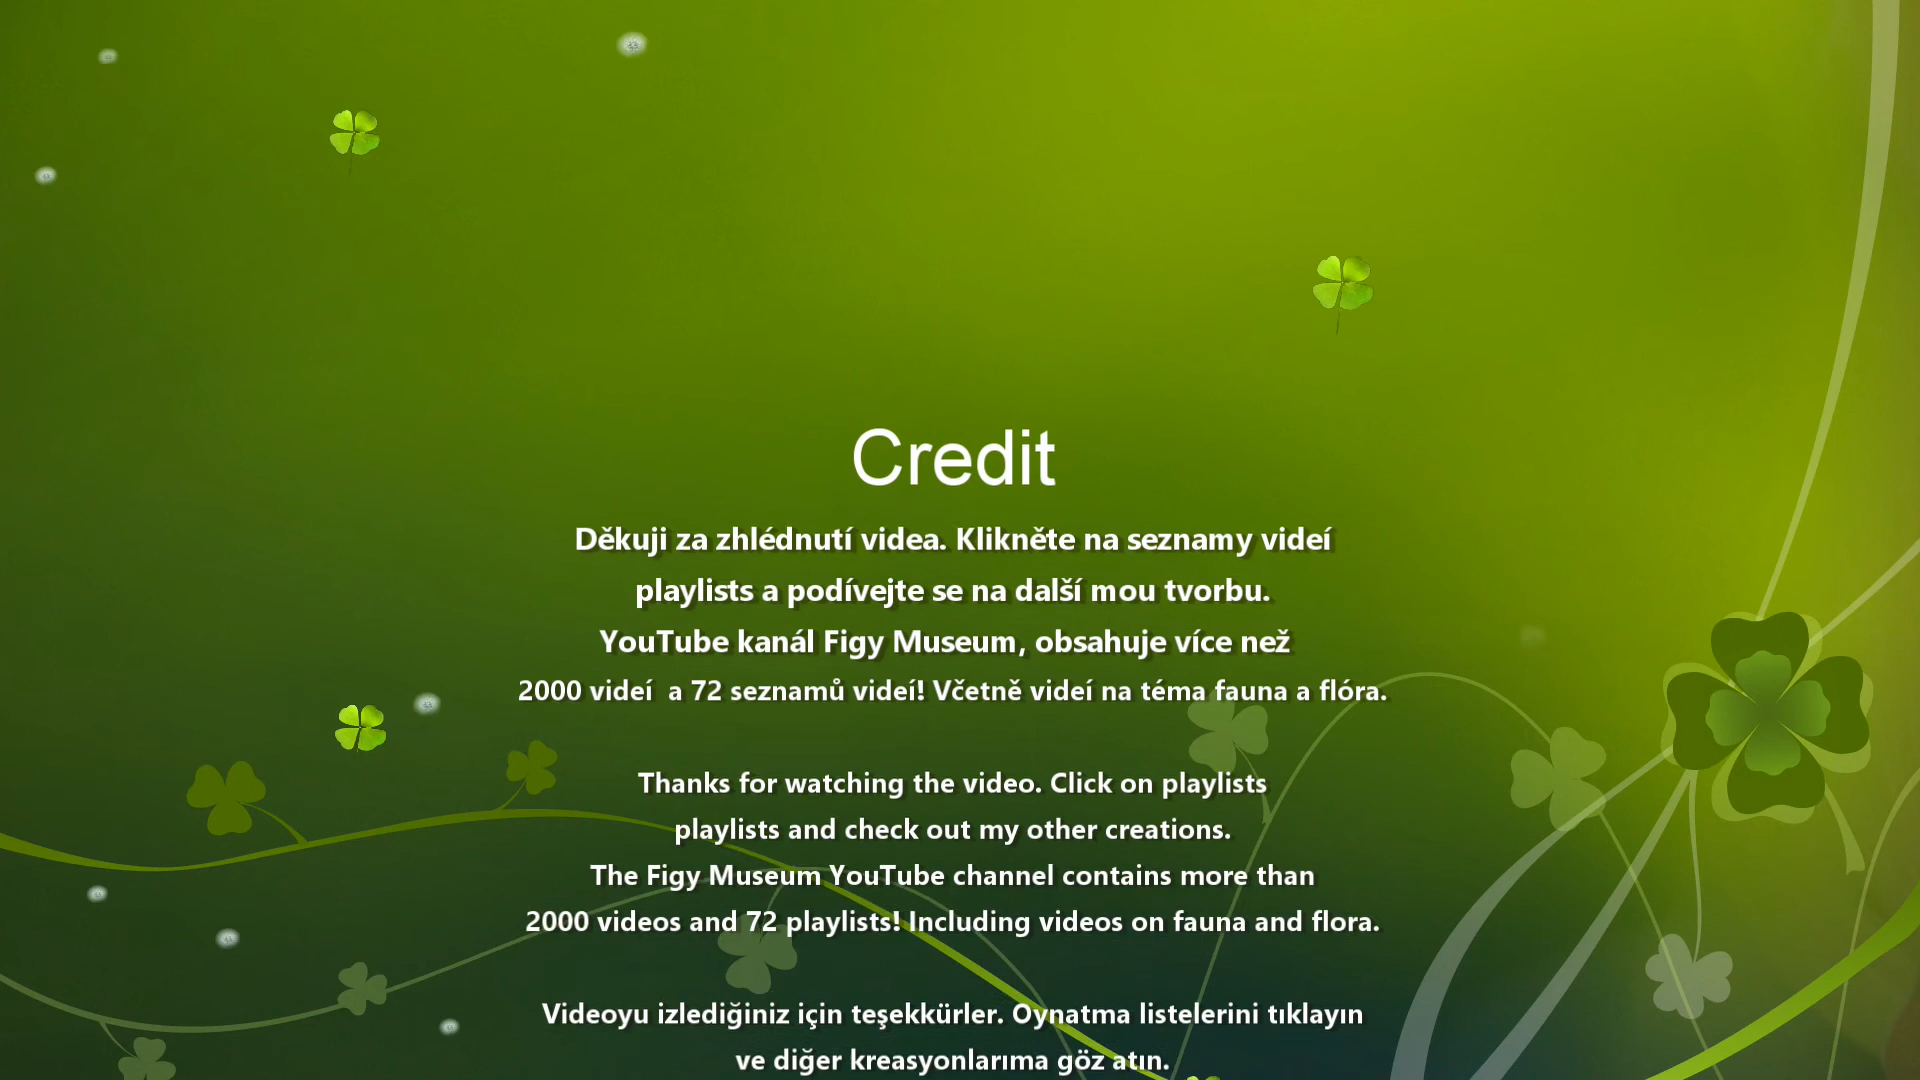 Credit
Děkuji za zhlédnutí videa. Klikněte na seznamy videí
playlists a podívejte se na další mou tvorbu.
YouTube kanál Figy Museum, obsahuje více než
2000 videí  a 72 seznamů videí! Včetně videí na téma fauna a flóra.
Thanks for watching the video. Click on playlists
playlists and check out my other creations.
The Figy Museum YouTube channel contains more than
2000 videos and 72 playlists! Including videos on fauna and flora.
Videoyu izlediğiniz için teşekkürler. Oynatma listelerini tıklayın
ve diğer kreasyonlarıma göz atın.